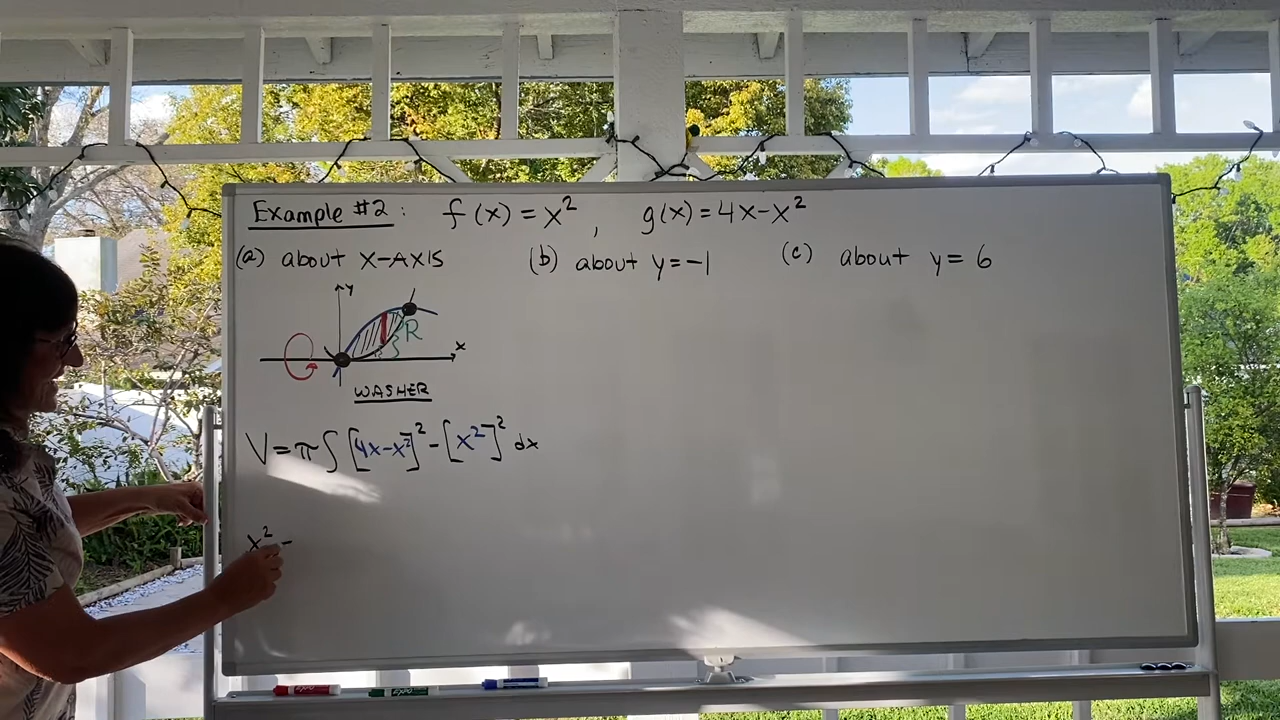 Example #2: f(x)=x², g(x)=4x-x²
(a) about X-AXIS (b) about y=-1 (c) about y=6
y
R
x
WASHER
V=π∫[4x-x²]²-[x²]² dx
x² =
EXPO